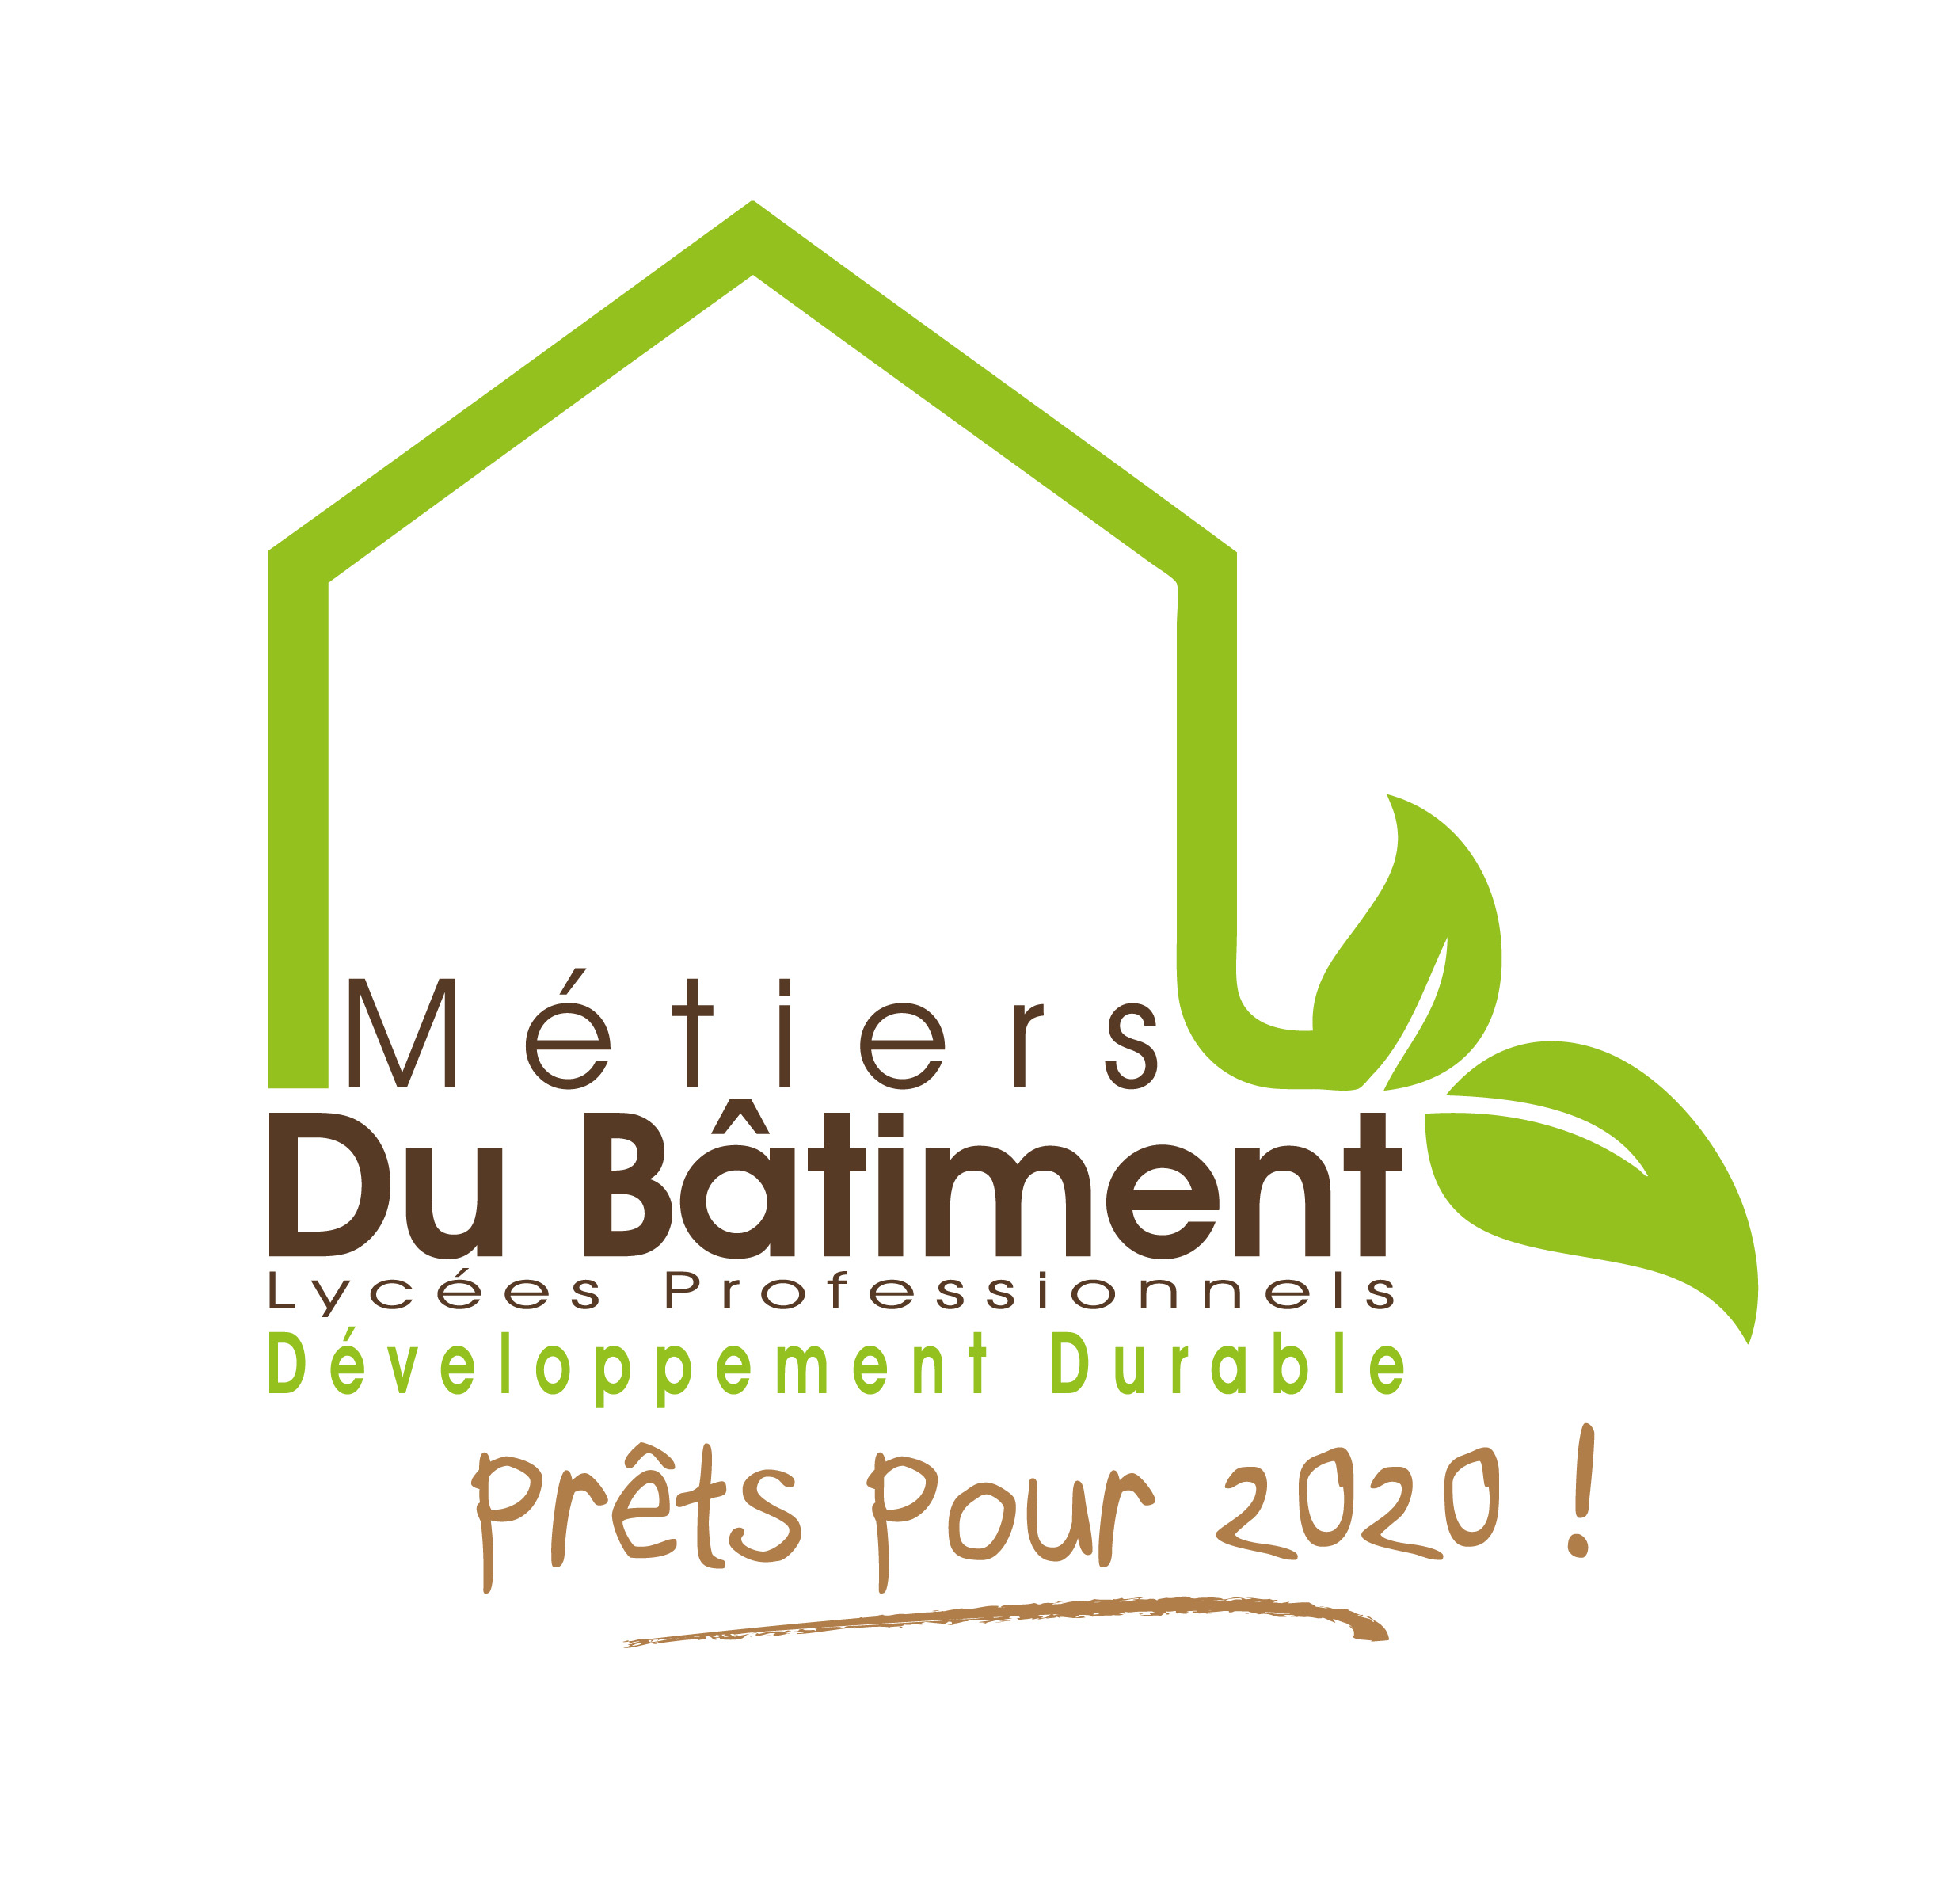 Métiers
Du Bâtiment
Lycées Professionnels
Développement Durable
Prêts Pour 2020 !